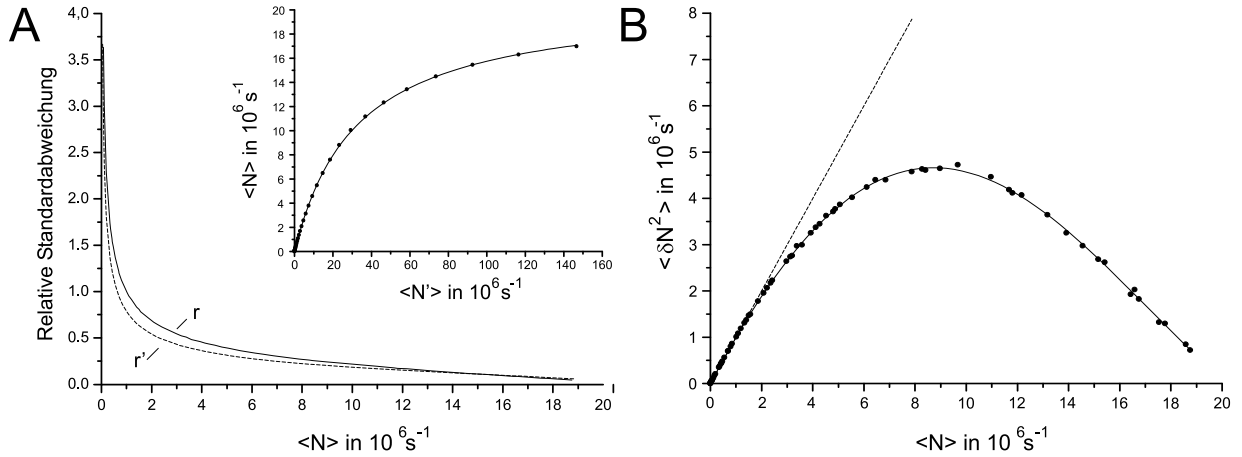 A
Relative Standardabweichung
4,0
3.5
3.0
2.5
2.0
1.5
1.0
0.5
0.0
0 2 4 6 8 10 12 14 16 18 20
<N> in 10⁶s⁻¹
r
r'
<N> in 10⁶ s⁻¹
20
18
16
14
12
10
8
6
4
2
0
0 20 40 60 80 100 120 140 160
<N'> in 10⁶s⁻¹
B
<δN²> in 10⁶s⁻¹
8
7
6
5
4
3
2
1
0
0 2 4 6 8 10 12 14 16 18 20
<N> in 10⁶s⁻¹